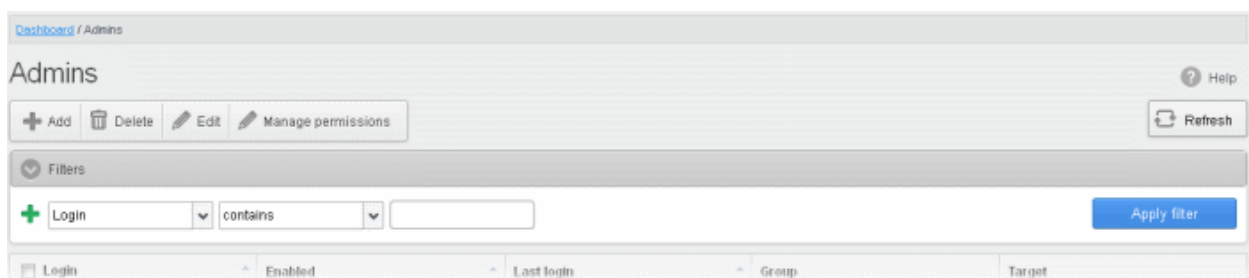 Dashboard / Admins
Admins
Help
Add Delete Edit Manage permissions
Refresh
Filters
Login contains
Apply filter
Login Enabled Last login Group Target